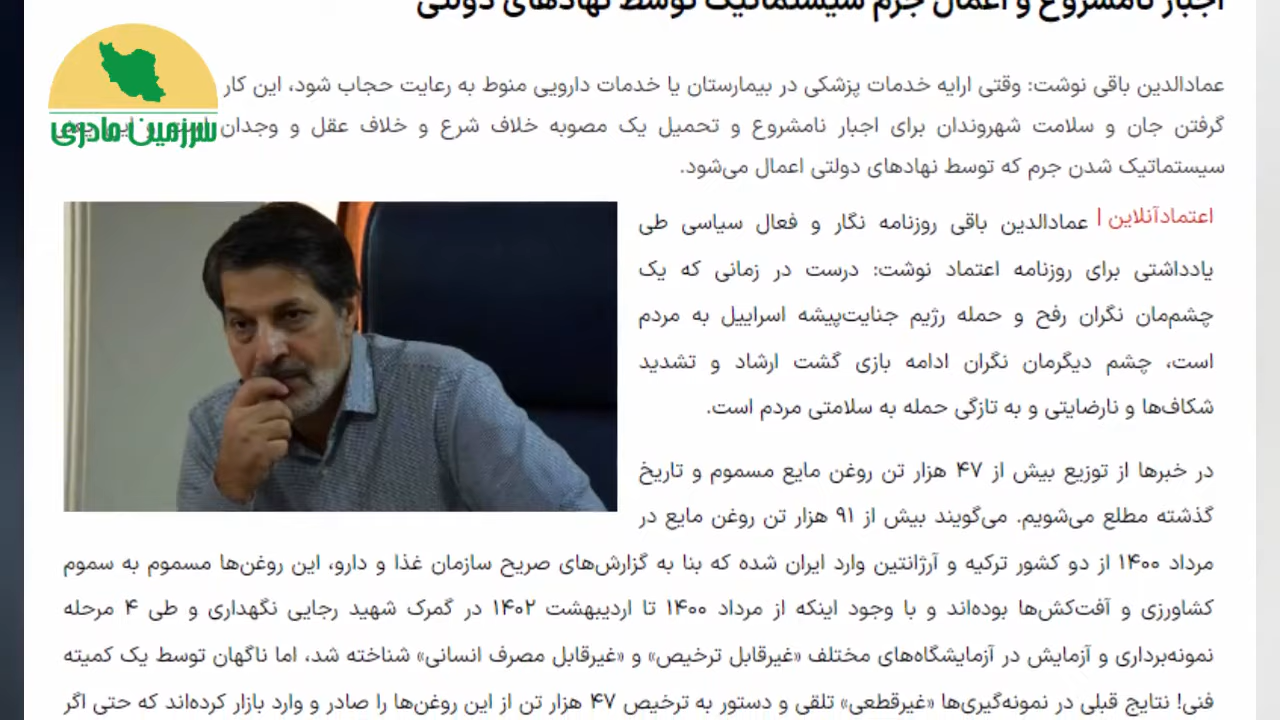 اجبار نامشروع و اعمال جرم سیستماتیک توسط نهادهای دولتی
سرزمین مادری
عمادالدین باقی نوشت: وقتی ارایه خدمات پزشکی در بیمارستان یا خدمات دارویی منوط به رعایت حجاب شود، این کار
گرفتن جان و سلامت شهروندان برای اجبار نامشروع و تحمیل یک مصوبه خلاف شرع و خلاف عقل و وجدان
سیستماتیک شدن جرم که توسط نهادهای دولتی اعمال می‌شود.
اعتمادآنلاین | عمادالدین باقی روزنامه نگار و فعال سیاسی طی
یادداشتی برای روزنامه اعتماد نوشت: درست در زمانی که یک
چشم‌مان نگران رفح و حمله رژیم جنایت‌پیشه اسراییل به مردم
است، چشم دیگرمان نگران ادامه بازی گشت ارشاد و تشدید
شکاف‌ها و نارضایتی و به تازگی حمله به سلامتی مردم است.
در خبرها از توزیع بیش از ۴۷ هزار تن روغن مایع مسموم و تاریخ
گذشته مطلع می‌شویم. می‌گویند بیش از ۹۱ هزار تن روغن مایع در
مرداد ۱۴۰۰ از دو کشور ترکیه و آرژانتین وارد ایران شده که بنا به گزارش‌های صریح سازمان غذا و دارو، این روغن‌ها مسموم به سموم
کشاورزی و آفت‌کش‌ها بوده‌اند و با وجود اینکه از مرداد ۱۴۰۰ تا اردیبهشت ۱۴۰۲ در گمرک شهید رجایی نگهداری و طی ۴ مرحله
نمونه‌برداری و آزمایش در آزمایشگاه‌های مختلف «غیرقابل ترخیص» و «غیرقابل مصرف انسانی» شناخته شد، اما ناگهان توسط یک کمیته
فنی! نتایج قبلی در نمونه‌گیری‌ها «غیرقطعی» تلقی و دستور به ترخیص ۴۷ هزار تن از این روغن‌ها را صادر و وارد بازار کرده‌اند که حتی اگر